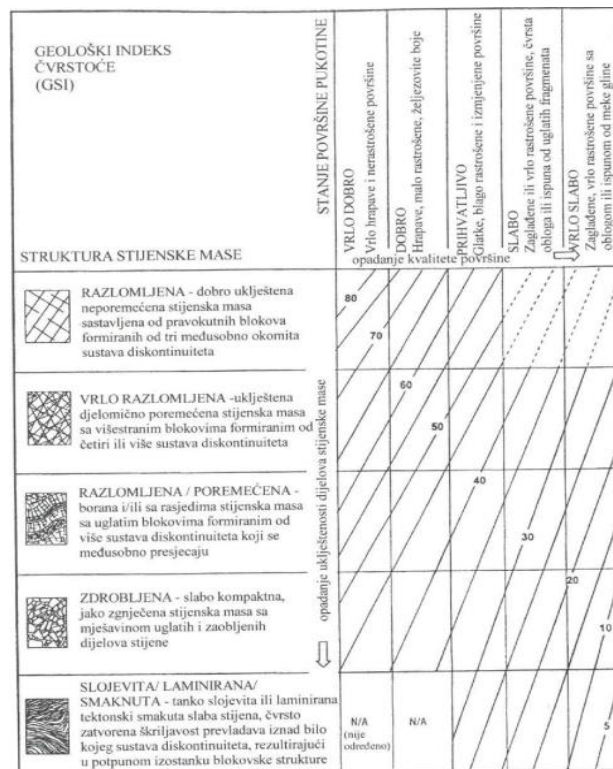 GEOLOŠKI INDEKS
ČVRSTOĆE
(GSI)
STANJE POVRŠINE PUKOTINE
VRLO DOBRO
Vrlo hrapave i nerastrošene površine
DOBRO
Hrapave, malo rastrošene, željezovite boje
PRIHVATLJIVO
Glatke, blago rastrošene i izmjenjene površine
SLABO
Zaglađene ili vrlo rastrošene površine, čvrsta
obloga ili ispuna od uglatih fragmenata
VRLO SLABO
Zaglađene, vrlo rastrošene površine sa
oblogom ili ispunom od meke gline
STRUKTURA STIJENSKE MASE
opadanje kvalitete površine
RAZLOMLJENA - dobro uklještena
neporemećena stijenska masa
sastavljena od pravokutnih blokova
formiranih od tri međusobno okomita
sustava diskontinuiteta
VRLO RAZLOMLJENA -uklještena
djelomično poremećena stijenska masa
sa višestranim blokovima formiranim od
četiri ili više sustava diskontinuiteta
RAZLOMLJENA / POREMEĆENA -
borana i/ili sa rasjedima stijenska masa
sa uglatim blokovima formiranim od
više sustava diskontinuiteta koji se
međusobno presjecaju
ZDROBLJENA - slabo kompaktna,
jako zgnječena stijenska masa sa
mješavinom uglatih i zaobljenih
dijelova stijene
SLOJEVITA/ LAMINIRANA/
SMAKNUTA - tanko slojevita ili laminirana
tektonski smakuta slaba stijena, čvrsto
zatvorena škriljavost prevladava iznad bilo
kojeg sustava diskontinuiteta, rezultirajući
u potpunom izostanku blokovske strukture
opadanje uklještenosti dijelova stijenske mase
80
70
60
50
40
30
20
10
5
N/A
(nije
određeno)
N/A